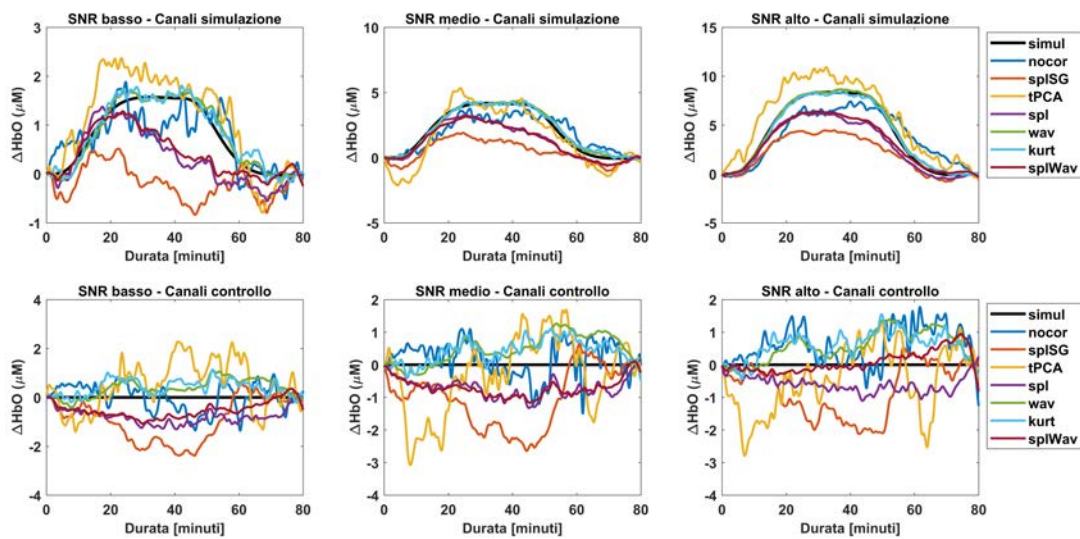 SNR basso - Canali simulazione
3
2
1
0
-1
0
20
40
60
80
ΔHbO (μM)
Durata [minuti]
SNR medio - Canali simulazione
10
5
0
-5
0
20
40
60
80
ΔHbO (μM)
Durata [minuti]
SNR alto - Canali simulazione
15
10
5
0
-5
0
20
40
60
80
ΔHbO (μM)
Durata [minuti]
simul
nocor
splSG
tPCA
spl
wav
kurt
splWav
SNR basso - Canali controllo
4
2
0
-2
-4
0
20
40
60
80
ΔHbO (μM)
Durata [minuti]
SNR medio - Canali controllo
2
1
0
-1
-2
-3
-4
0
20
40
60
80
ΔHbO (μM)
Durata [minuti]
SNR alto - Canali controllo
2
1
0
-1
-2
-3
-4
0
20
40
60
80
ΔHbO (μM)
Durata [minuti]
simul
nocor
splSG
tPCA
spl
wav
kurt
splWav